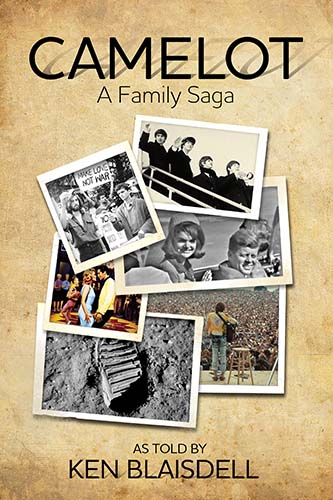 CAMELOT
A Family Saga
MAKE LOVE
NOT WAR
AS TOLD BY
KEN BLAISDELL